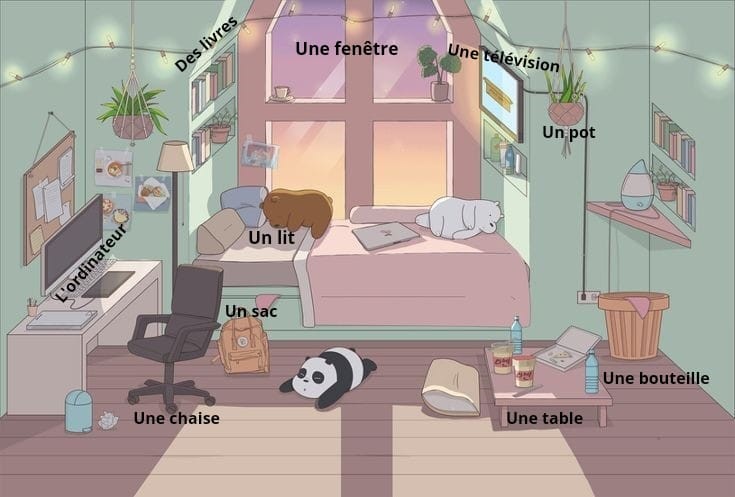 Des livres
Une fenêtre
Une télévision
Un pot
Un lit
L'ordinateur
Un sac
Une bouteille
Une chaise
Une table